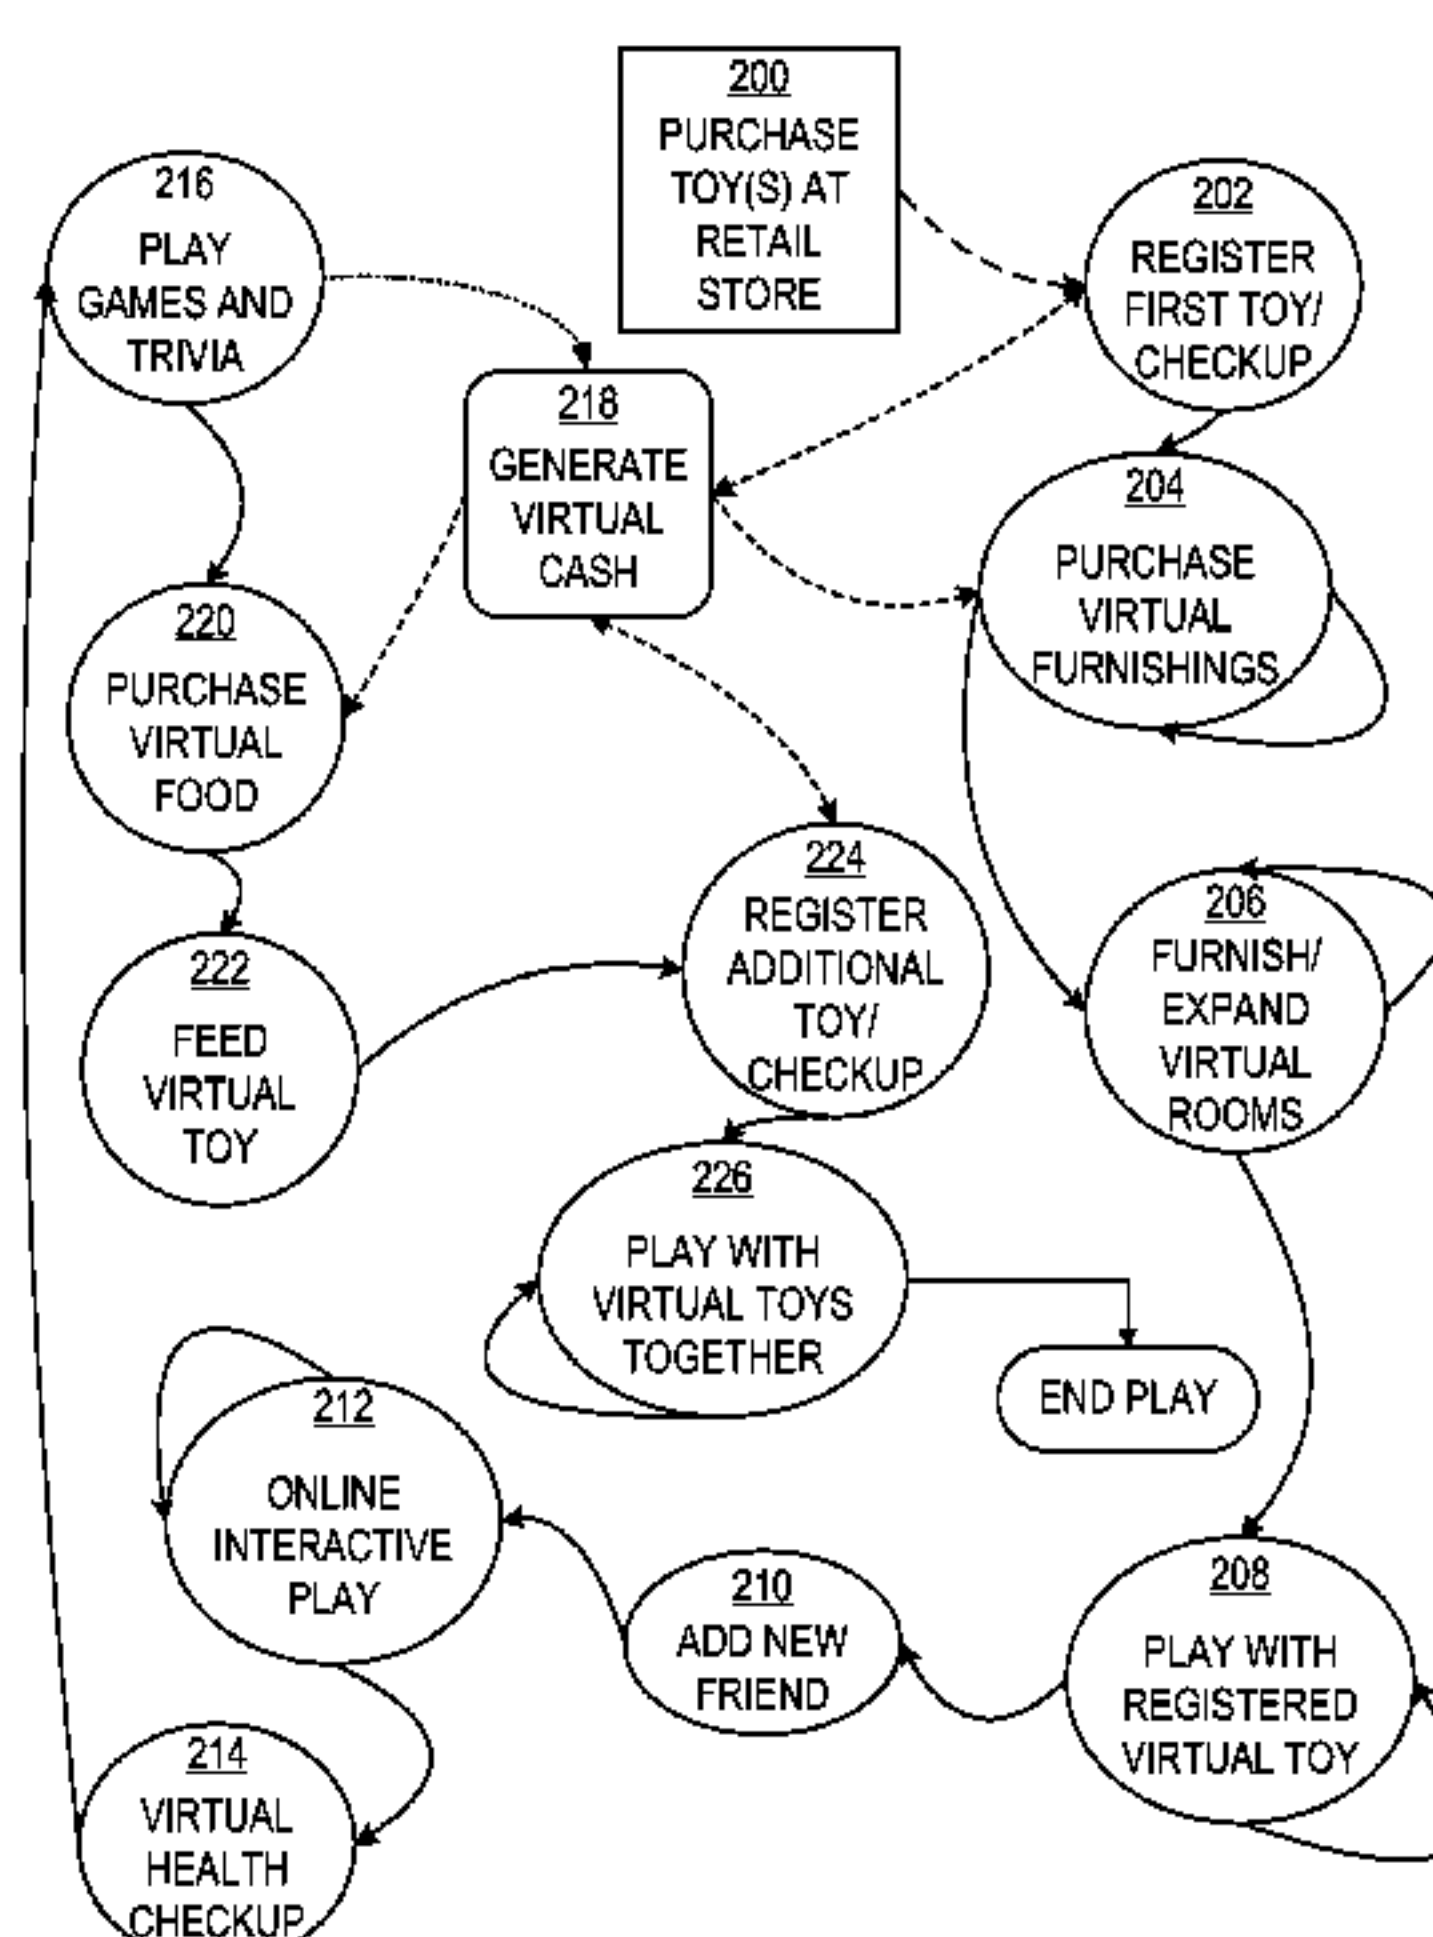 200
PURCHASE
TOY(S) AT
RETAIL
STORE
216
PLAY
GAMES AND
TRIVIA
202
REGISTER
FIRST TOY/
CHECKUP
218
GENERATE
VIRTUAL
CASH
204
PURCHASE
VIRTUAL
FURNISHINGS
220
PURCHASE
VIRTUAL
FOOD
224
REGISTER
ADDITIONAL
TOY/
CHECKUP
206
FURNISH/
EXPAND
VIRTUAL
ROOMS
222
FEED
VIRTUAL
TOY
226
PLAY WITH
VIRTUAL TOYS
TOGETHER
END PLAY
212
ONLINE
INTERACTIVE
PLAY
210
ADD NEW
FRIEND
208
PLAY WITH
REGISTERED
VIRTUAL TOY
214
VIRTUAL
HEALTH
CHECKUP